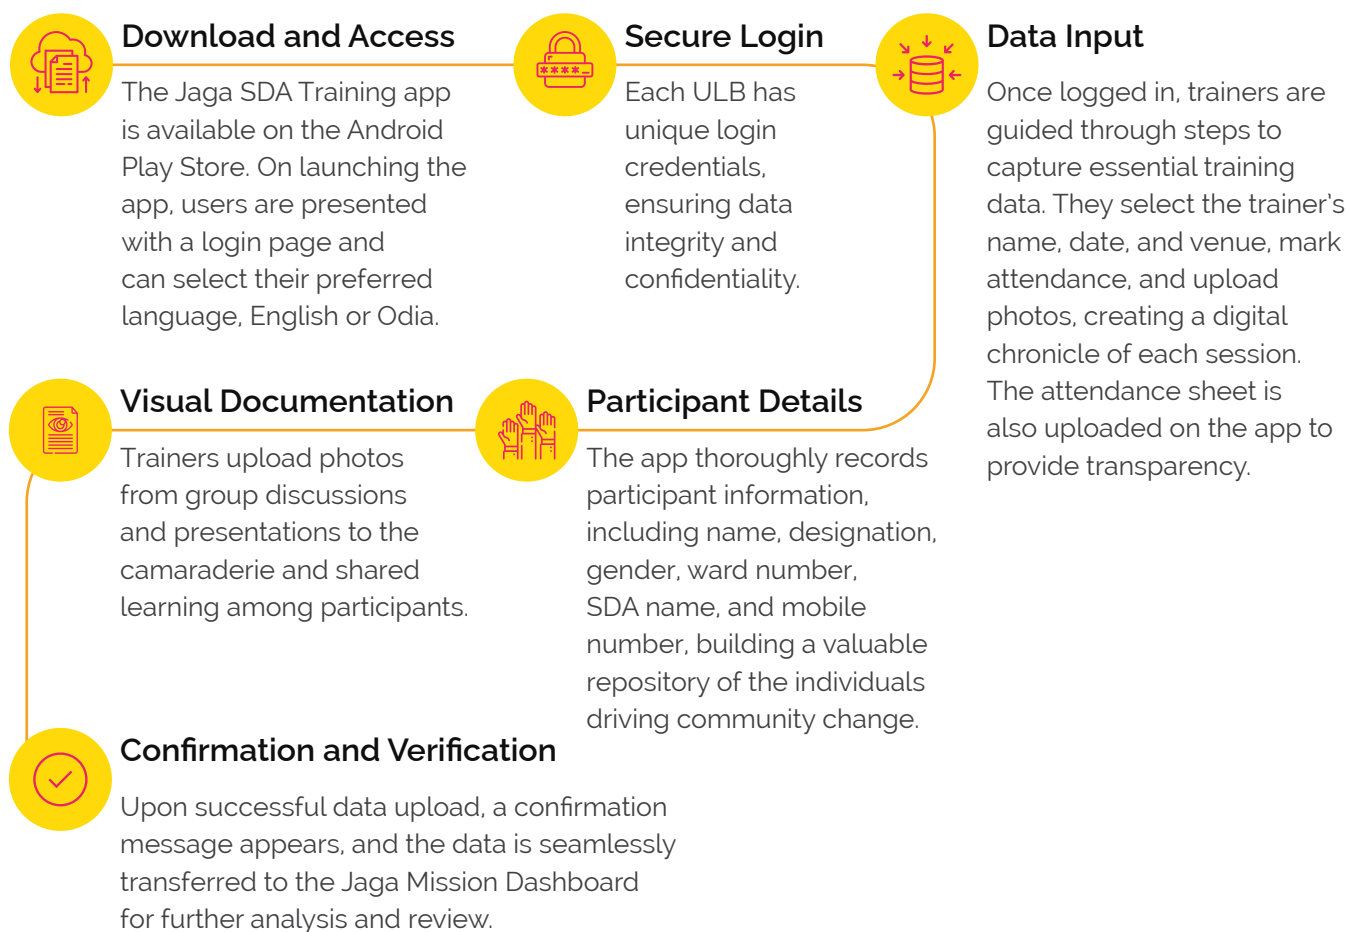 Download and Access
The Jaga SDA Training app
is available on the Android
Play Store. On launching the
app, users are presented
with a login page and
can select their preferred
language, English or Odia.
****_
Secure Login
Each ULB has
unique login
credentials,
ensuring data
integrity and
confidentiality.
Data Input
Once logged in, trainers are
guided through steps to
capture essential training
data. They select the trainer’s
name, date, and venue, mark
attendance, and upload
photos, creating a digital
chronicle of each session.
The attendance sheet is
also uploaded on the app to
provide transparency.
Participant Details
The app thoroughly records
participant information,
including name, designation,
gender, ward number,
SDA name, and mobile
number, building a valuable
repository of the individuals
driving community change.
Visual Documentation
Trainers upload photos
from group discussions
and presentations to the
camaraderie and shared
learning among participants.
Confirmation and Verification
Upon successful data upload, a confirmation
message appears, and the data is seamlessly
transferred to the Jaga Mission Dashboard
for further analysis and review.